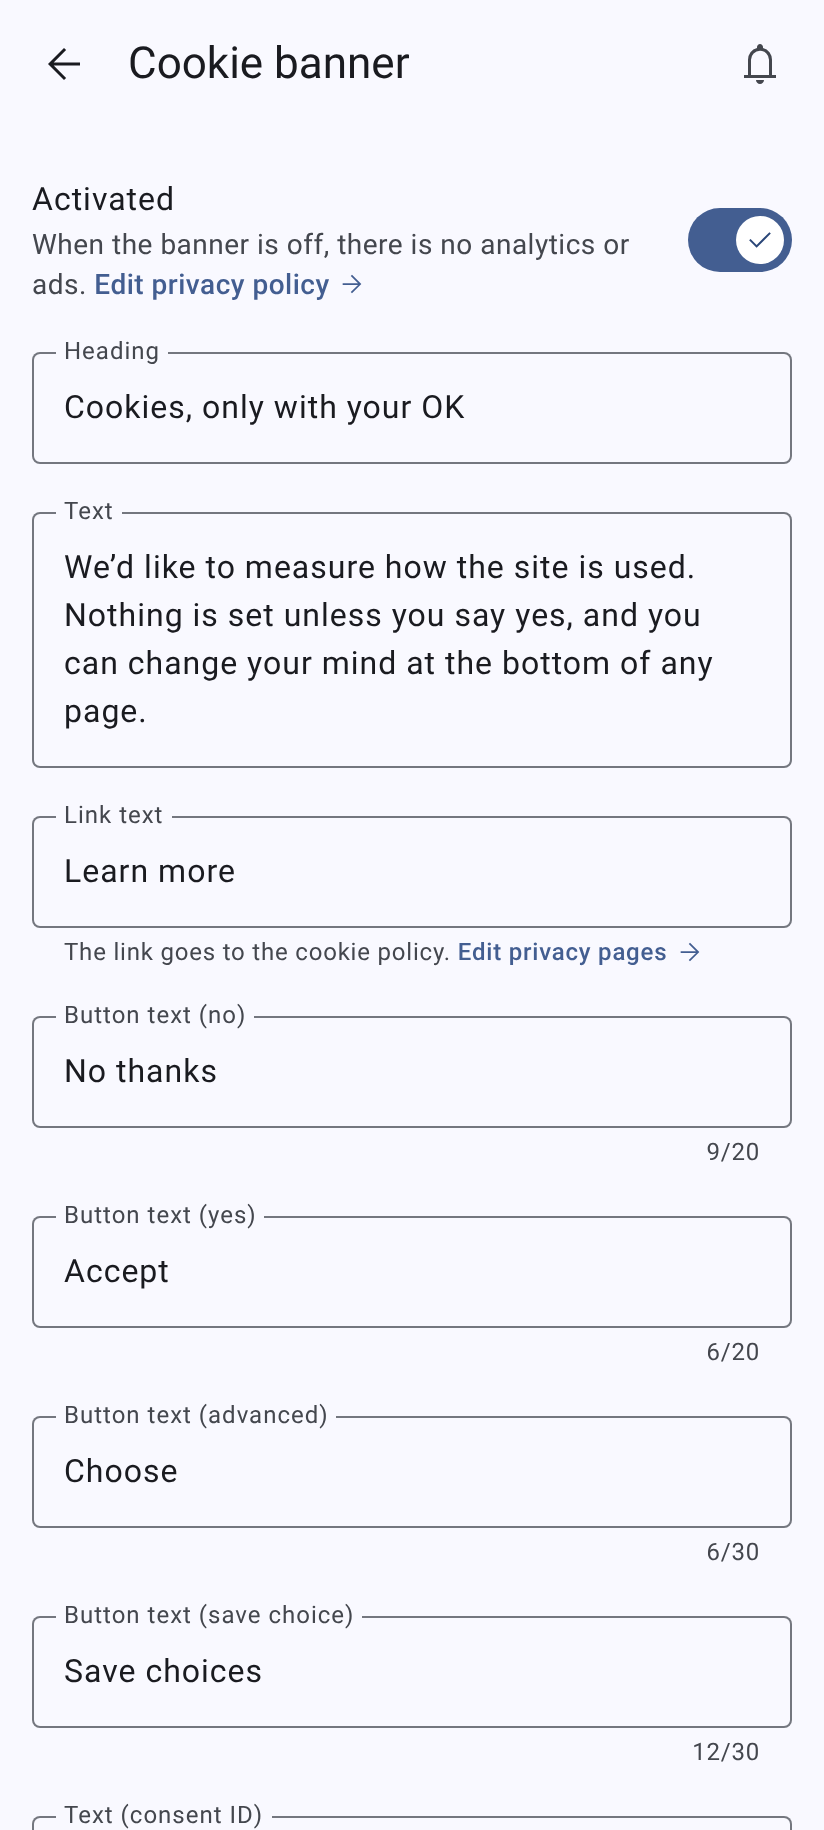 Cookie banner
Activated
When the banner is off, there is no analytics or
ads. Edit privacy policy →
Heading
Cookies, only with your OK
Text
We’d like to measure how the site is used.
Nothing is set unless you say yes, and you
can change your mind at the bottom of any
page.
Link text
Learn more
The link goes to the cookie policy. Edit privacy pages →
Button text (no)
No thanks
9/20
Button text (yes)
Accept
6/20
Button text (advanced)
Choose
6/30
Button text (save choice)
Save choices
12/30
Text (consent ID)